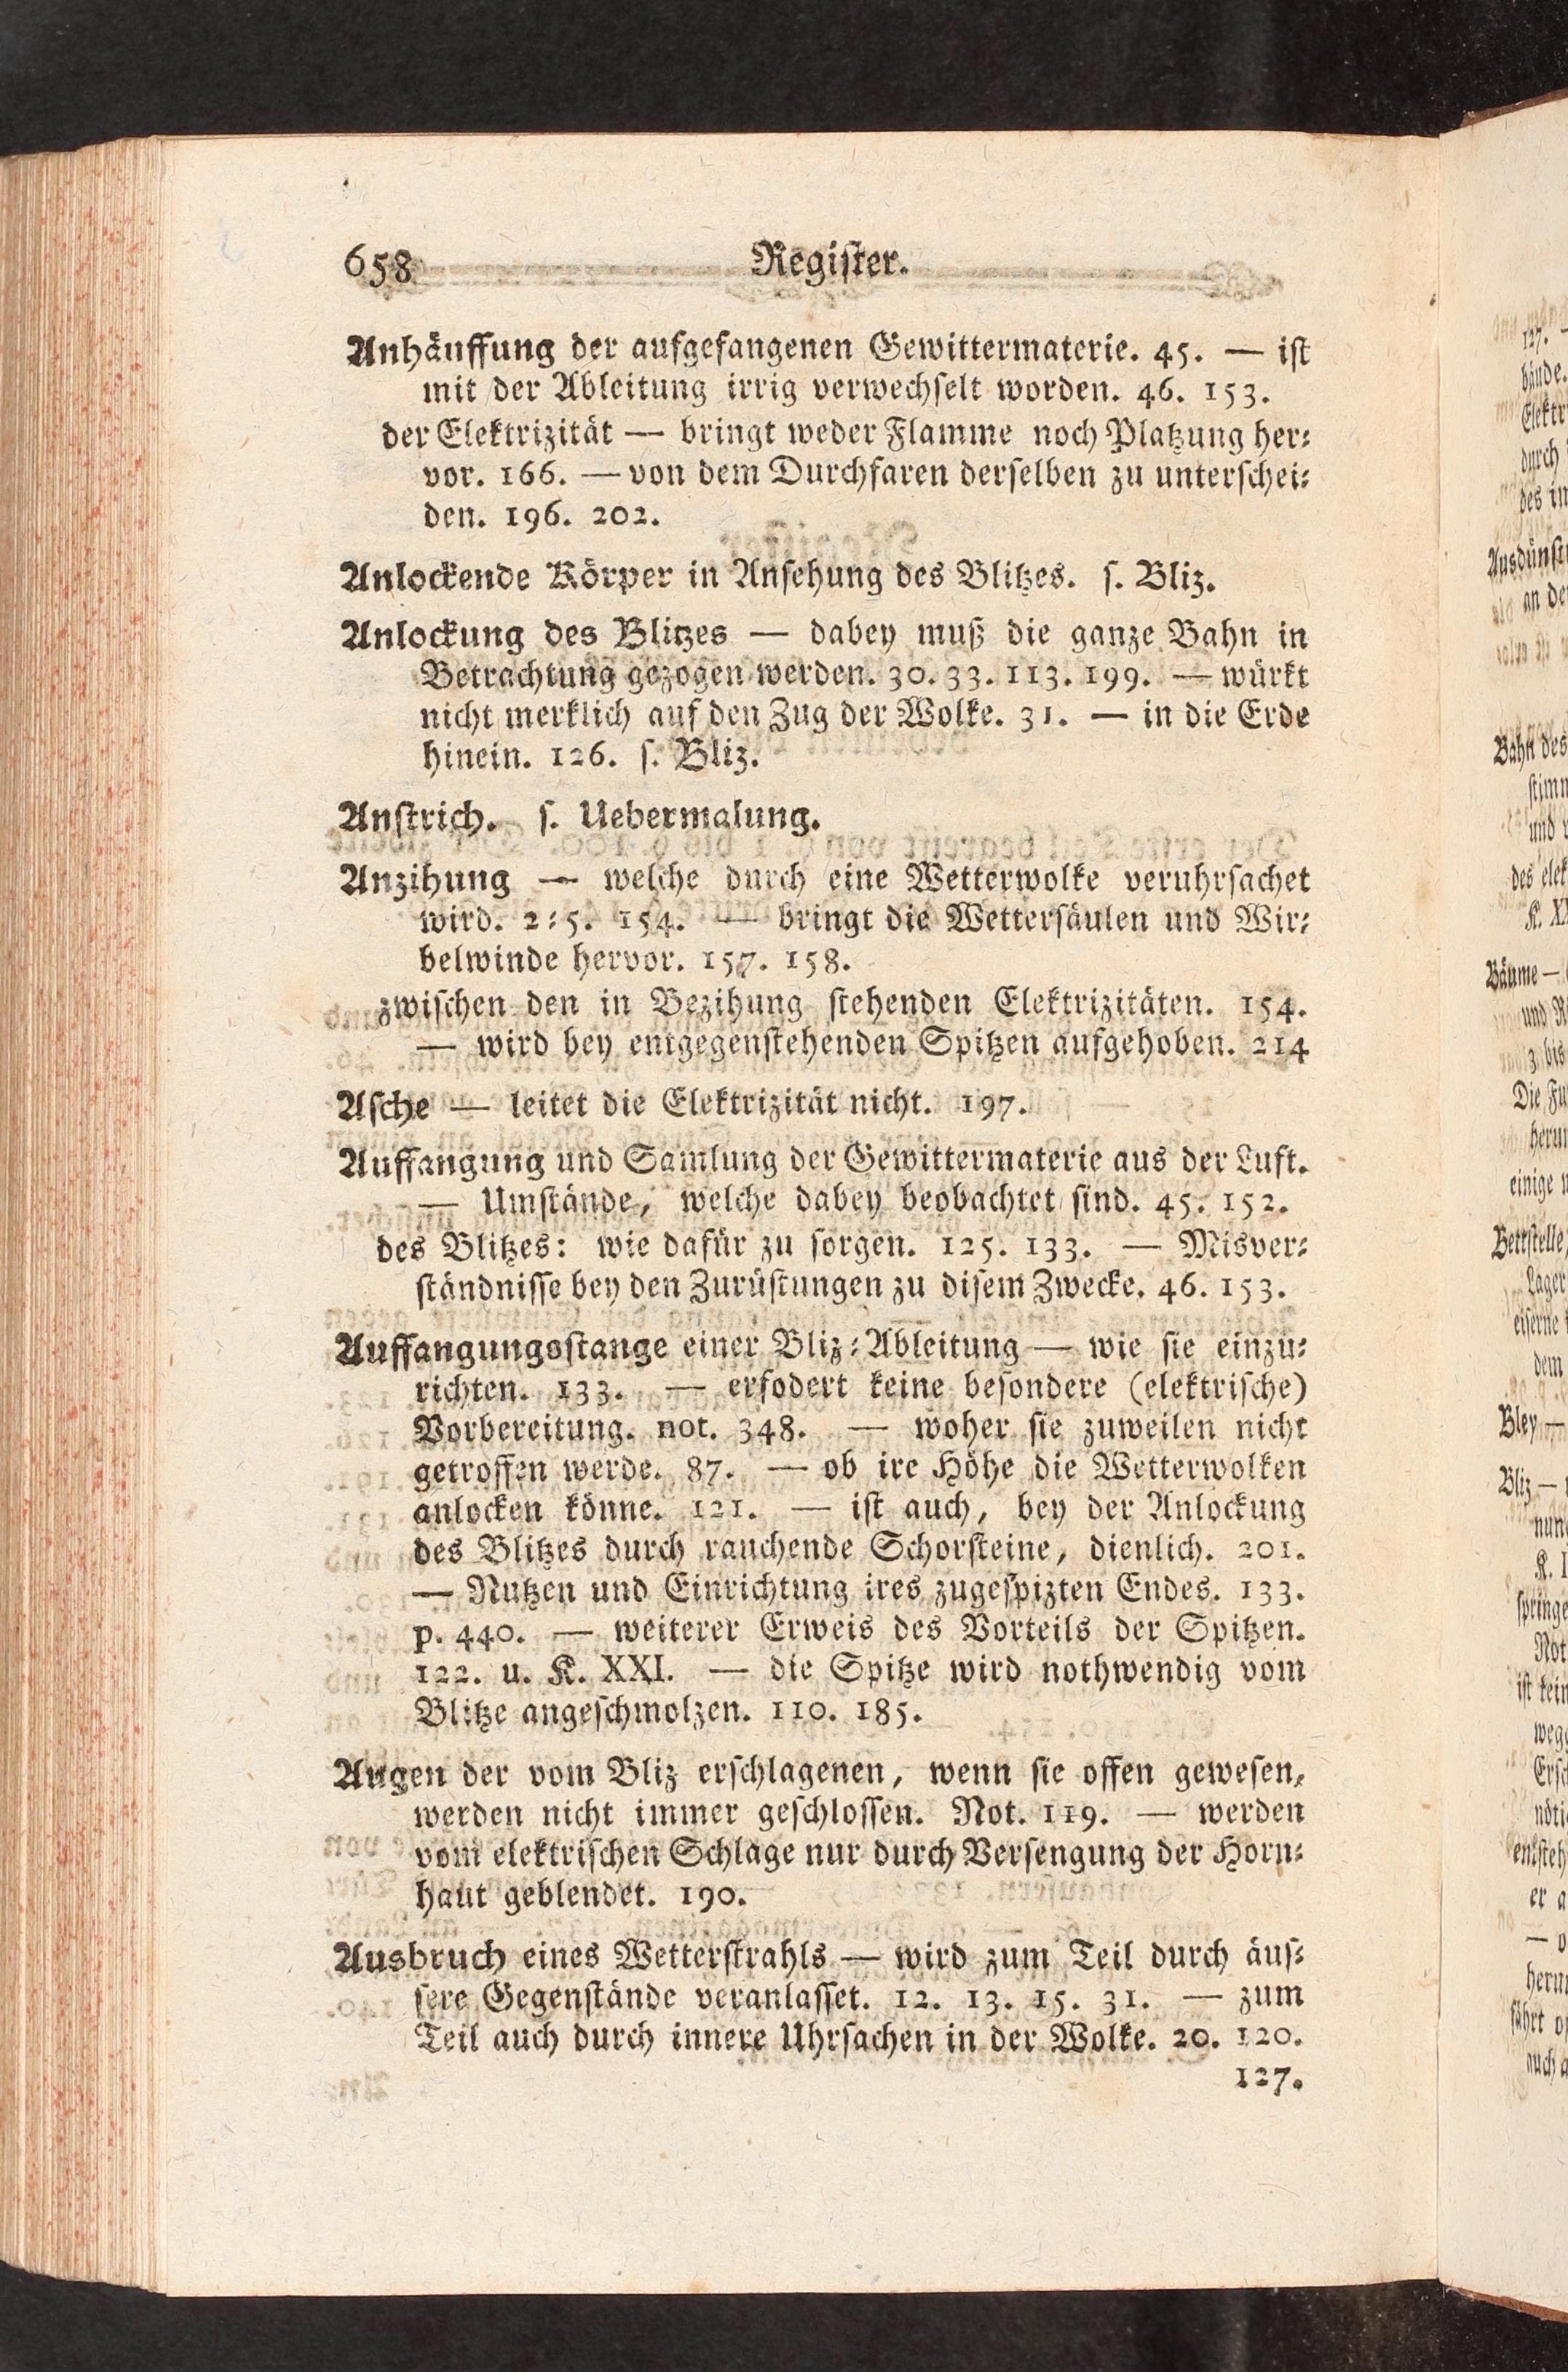 658 Register.
Anhäuffung der aufgefangenen Gewittermaterie. 45. — ist
mit der Ableitung irrig verwechselt worden. 46. 153.
der Elektrizität — bringt weder Flamme noch Platzung her⸗
vor. 166. — von dem Durchfaren derselben zu unterschei⸗
den. 196. 202.
Anlockende Körper in Ansehung des Blitzes. s. Bliz.
Anlockung des Blitzes — dabey muß die ganze Bahn in
Betrachtung gezogen werden. 30. 33. 113. 199. — würkt
nicht merklich auf den Zug der Wolke. 31. — in die Erde
hinein. 126. s. Bliz.
Anstrich. s. Uebermalung.
Anzihung — welche durch eine Wetterwolke veruhrsachet
wird. 2⸗5. 154. — bringt die Wettersäulen und Wir⸗
belwinde hervor. 157. 158.
zwischen den in Bezihung stehenden Elektrizitäten. 154.
— wird bey entgegenstehenden Spitzen aufgehoben. 214
Asche — leitet die Elektrizität nicht. 197.
Auffangung und Samlung der Gewittermaterie aus der Luft.
— Umstände, welche dabey beobachtet sind. 45. 152.
des Blitzes: wie dafür zu sorgen. 125. 133. — Misver⸗
ständnisse bey den Zurüstungen zu disem Zwecke. 46. 153.
Auffangungsstange einer Bliz⸗Ableitung — wie sie einzu⸗
richten. 133. — erfodert keine besondere (elektrische)
Vorbereitung. not. 348. — woher sie zuweilen nicht
getroffen werde. 87. — ob ire Höhe die Wetterwolken
anlocken könne. 121. — ist auch, bey der Anlockung
des Blitzes durch rauchende Schorsteine, dienlich. 201.
— Nutzen und Einrichtung ires zugespizten Endes. 133.
p. 440. — weiterer Erweis des Vorteils der Spitzen.
122. u. K. XXI. — die Spitze wird nothwendig vom
Blitze angeschmolzen. 110. 185.
Augen der vom Bliz erschlagenen, wenn sie offen gewesen,
werden nicht immer geschlossen. Not. 119. — werden
vom elektrischen Schlage nur durch Versengung der Horn⸗
haut geblendet. 190.
Ausbruch eines Wetterstrahls — wird zum Teil durch äus⸗
sere Gegenstände veranlasset. 12. 13. 15. 31. — zum
Teil auch durch innere Uhrsachen in der Wolke. 20. 120.
127.